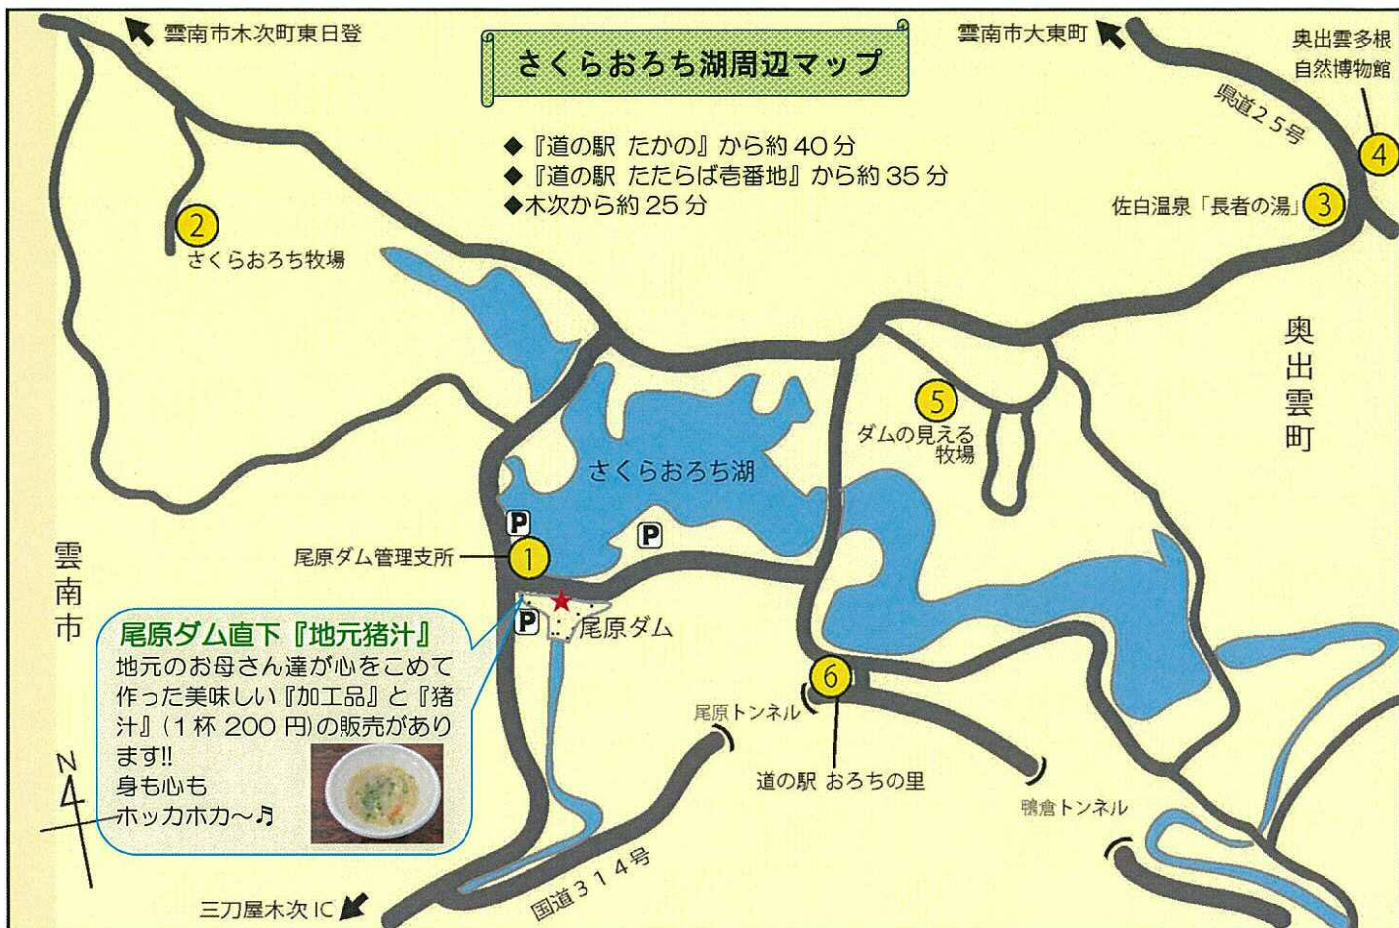 雲南市木次町東日登
さくらおろち湖周辺マップ
雲南市大東町
奥出雲多根
自然博物館
県道25号
◆『道の駅 たかの』から約40分
◆『道の駅 たたらば壱番地』から約35分
◆木次から約25分
4
佐白温泉「長者の湯」
3
2
さくらおろち牧場
奥出雲町
5
ダムの見える
牧場
さくらおろち湖
P
P
尾原ダム管理支所
1
雲南市
P
尾原ダム
尾原ダム直下『地元猪汁』
地元のお母さん達が心をこめて
作った美味しい『加工品』と『猪
汁』(1杯 200円)の販売があり
ます!!
身も心も
ホッカホカ～♬
6
尾原トンネル
道の駅 おろちの里
鴨倉トンネル
N
国道314号
三刀屋木次IC